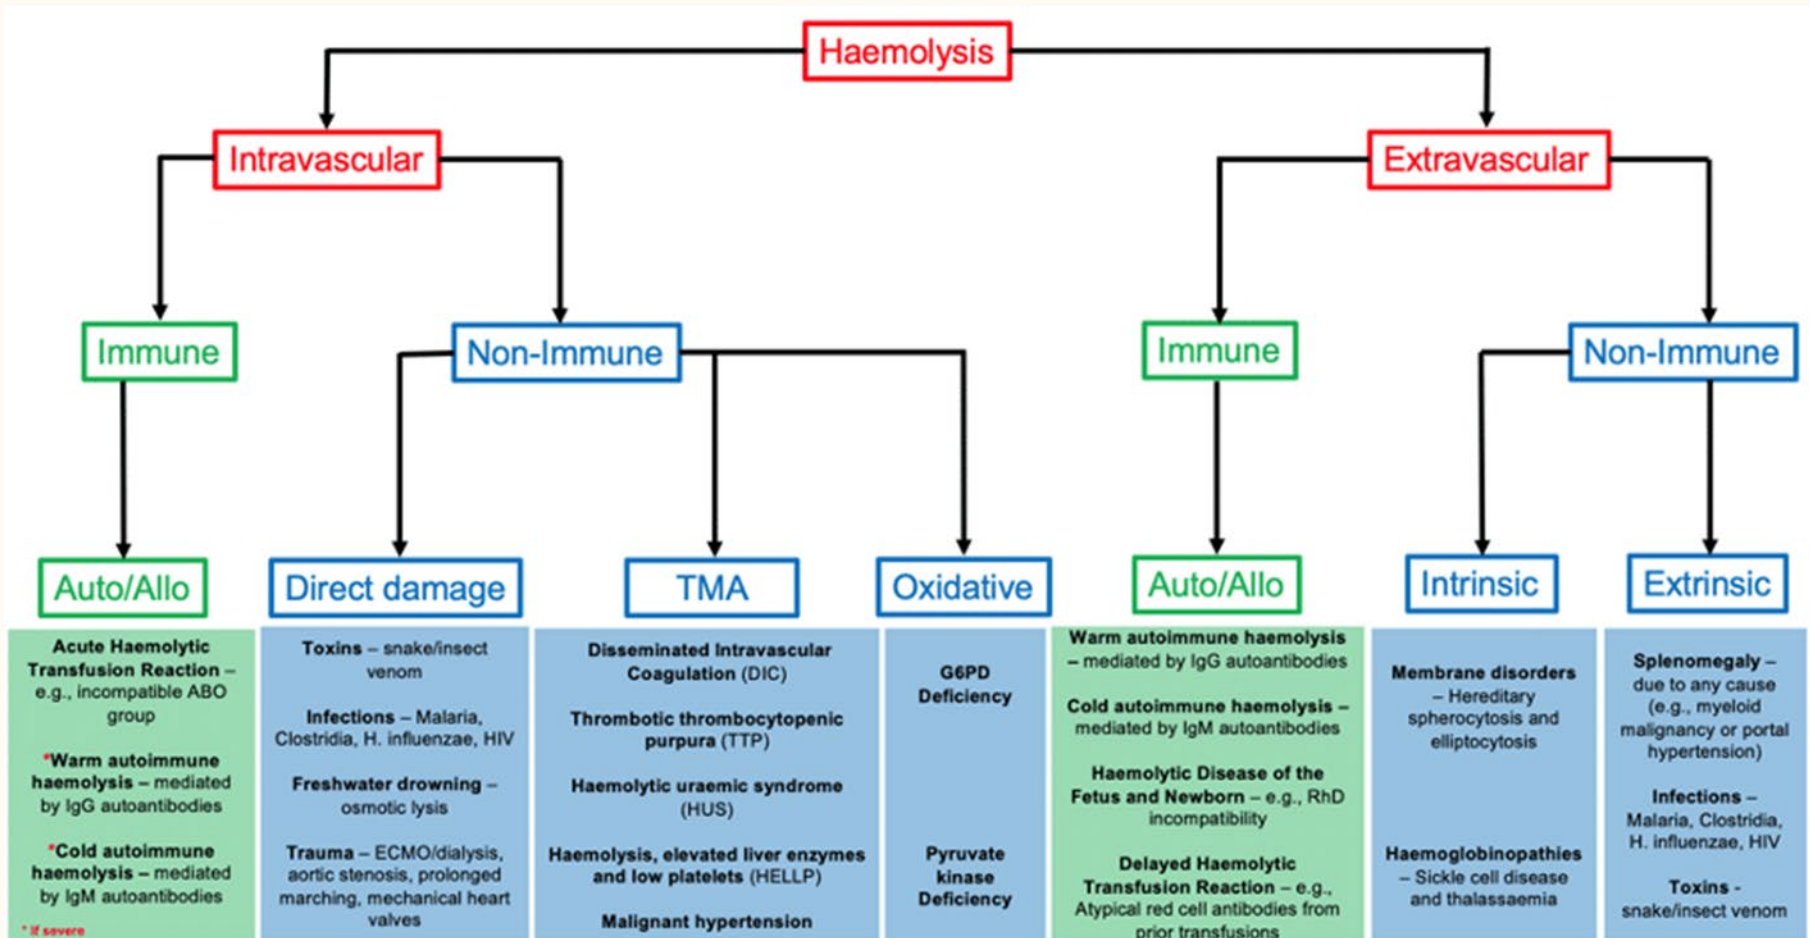 Haemolysis
Intravascular
Extravascular
Immune
Non-Immune
Immune
Non-Immune
Auto/Allo
Direct damage
TMA
Oxidative
Auto/Allo
Intrinsic
Extrinsic
Acute Haemolytic
Transfusion Reaction –
e.g., incompatible ABO
group
*Warm autoimmune
haemolysis – mediated
by IgG autoantibodies
*Cold autoimmune
haemolysis – mediated
by IgM autoantibodies
* If severe
Toxins – snake/insect
venom
Infections – Malaria,
Clostridia, H. influenzae, HIV
Freshwater drowning –
osmotic lysis
Trauma – ECMO/dialysis,
aortic stenosis, prolonged
marching, mechanical heart
valves
Disseminated Intravascular
Coagulation (DIC)
Thrombotic thrombocytopenic
purpura (TTP)
Haemolytic uraemic syndrome
(HUS)
Haemolysis, elevated liver enzymes
and low platelets (HELLP)
Malignant hypertension
G6PD
Deficiency
Pyruvate
kinase
Deficiency
Warm autoimmune haemolysis
– mediated by IgG autoantibodies
Cold autoimmune haemolysis –
mediated by IgM autoantibodies
Haemolytic Disease of the
Fetus and Newborn – e.g., RhD
incompatibility
Delayed Haemolytic
Transfusion Reaction – e.g.,
Atypical red cell antibodies from
prior transfusions
Membrane disorders
– Hereditary
spherocytosis and
elliptocytosis
Haemoglobinopathies
– Sickle cell disease
and thalassaemia
Splenomegaly –
due to any cause
(e.g., myeloid
malignancy or portal
hypertension)
Infections –
Malaria, Clostridia,
H. influenzae, HIV
Toxins -
snake/insect venom